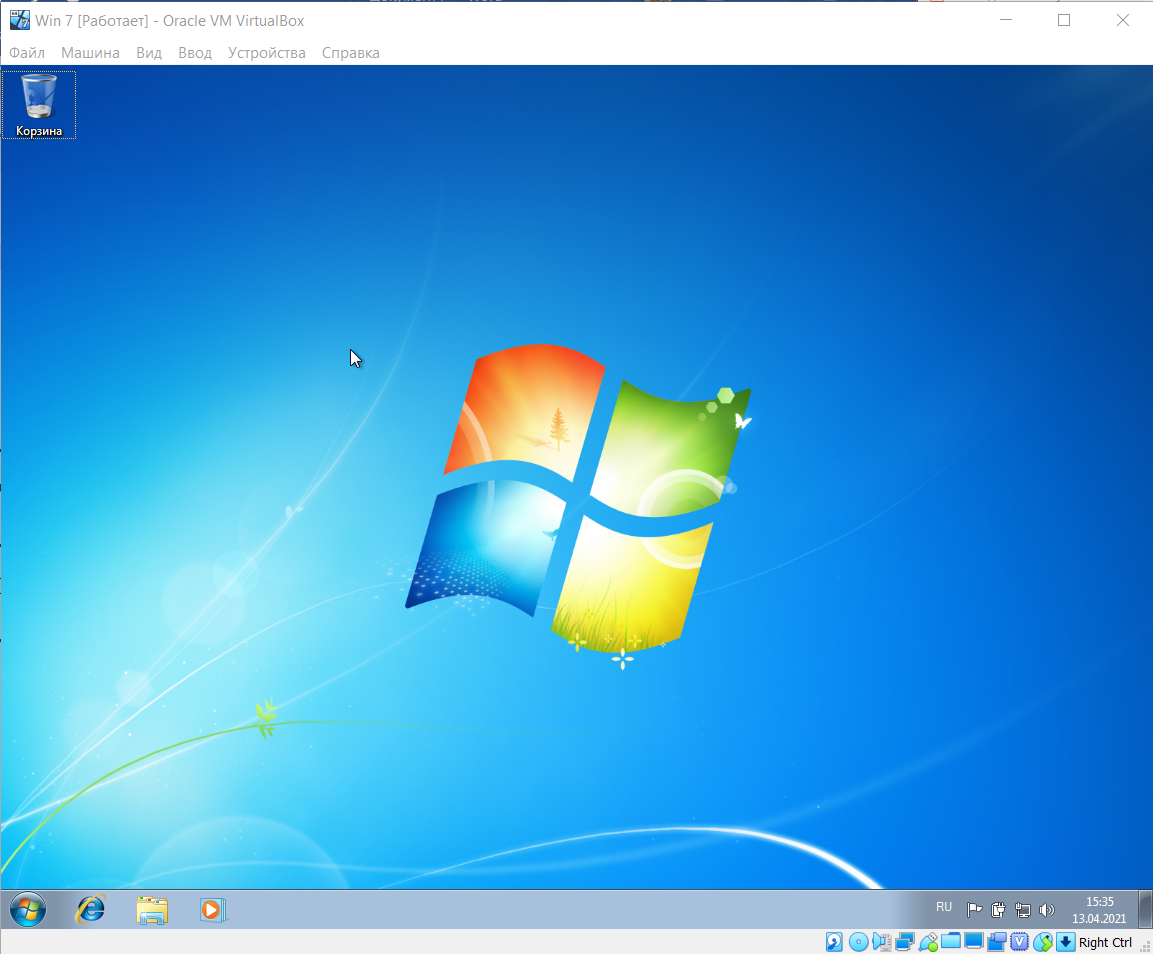 Win 7 [Работает] - Oracle VM VirtualBox
Файл Машина Вид Ввод Устройства Справка
Корзина
RU
15:35
13.04.2021
Right Ctrl